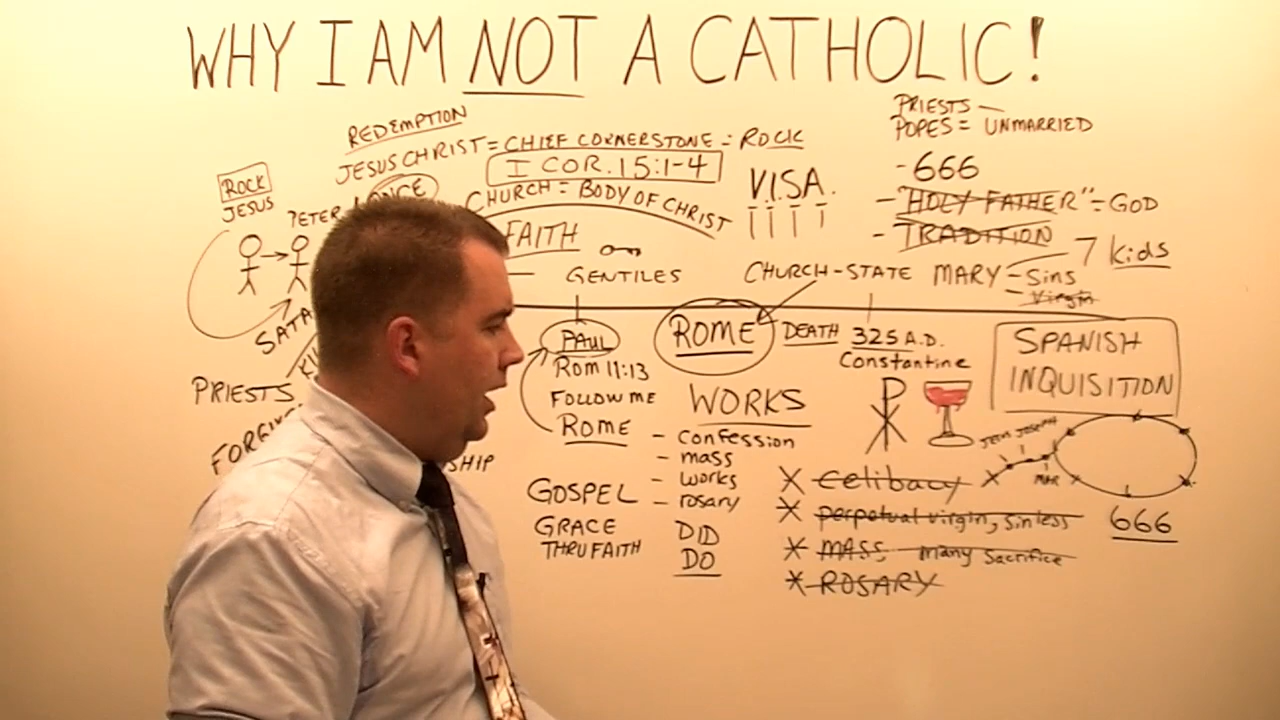 WHY I AM NOT A CATHOLIC!
REDEMPTION
JESUS CHRIST = CHIEF CORNERSTONE = ROCK
I COR. 15:1-4
CHURCH = BODY OF CHRIST
FAITH
GENTILES
ROCK
JESUS
PETER
PRIESTS
V.I.S.A.
PRIESTS —
POPES = UNMARRIED
- 666
- "HOLY FATHER" = GOD
- TRADITION
7 kids
CHURCH-STATE
MARY - Sins
- Virgin
PAUL
Rom 11:13
FOLLOW ME
ROME
ROME
DEATH
325 A.D.
Constantine
SPANISH
INQUISITION
WORKS
- confession
- mass
- works
- rosary
DID
DO
GOSPEL
GRACE
THRU FAITH
SHIP
X celibacy X
X perpetual virgin, sinless
X MASS many Sacrifice
X ROSARY
JOSEPH
666